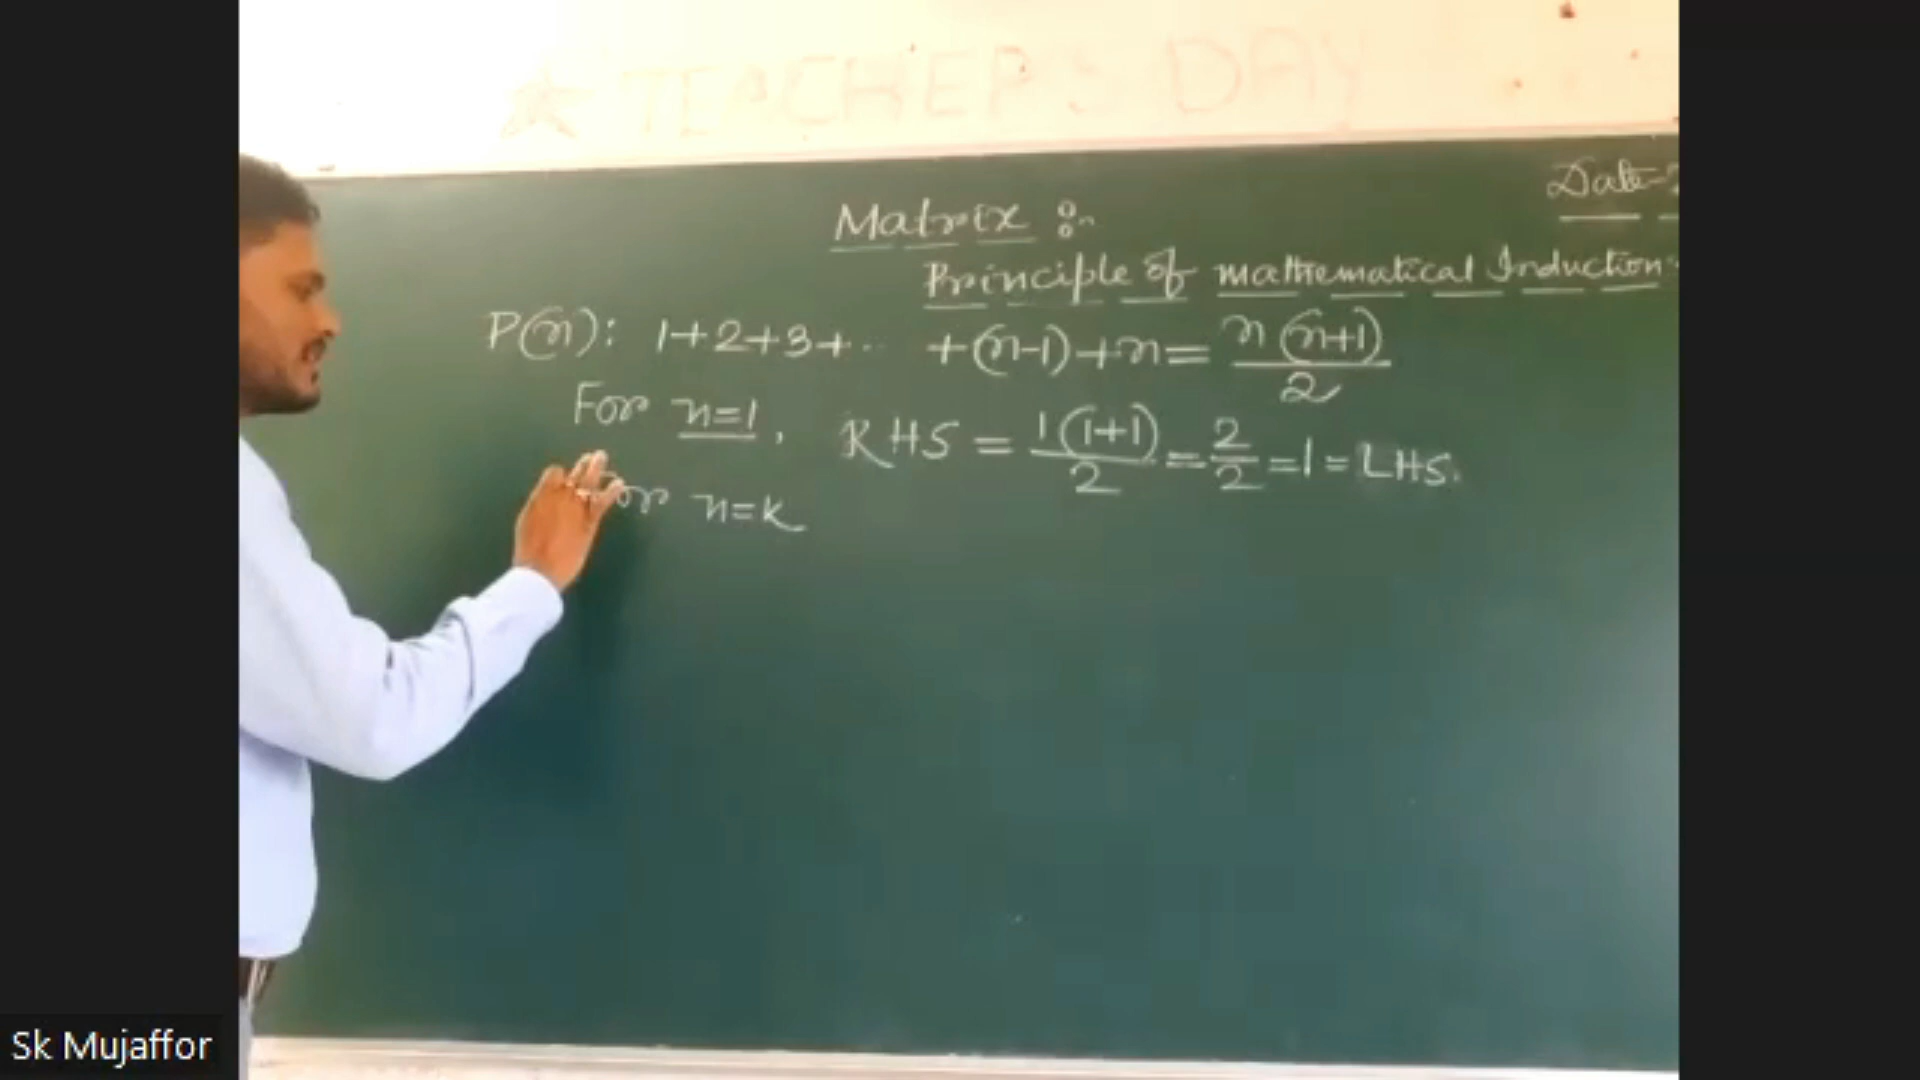 TEACHER'S DAY
Date-
Matrix :-
Principle of mathematical Induction:-
P(n): 1+2+3+.. +(n-1)+n = n(n+1)/2
For n=1, RHS = 1(1+1)/2 = 2/2 = 1 = LHS.
For n=k
Sk Mujaffor